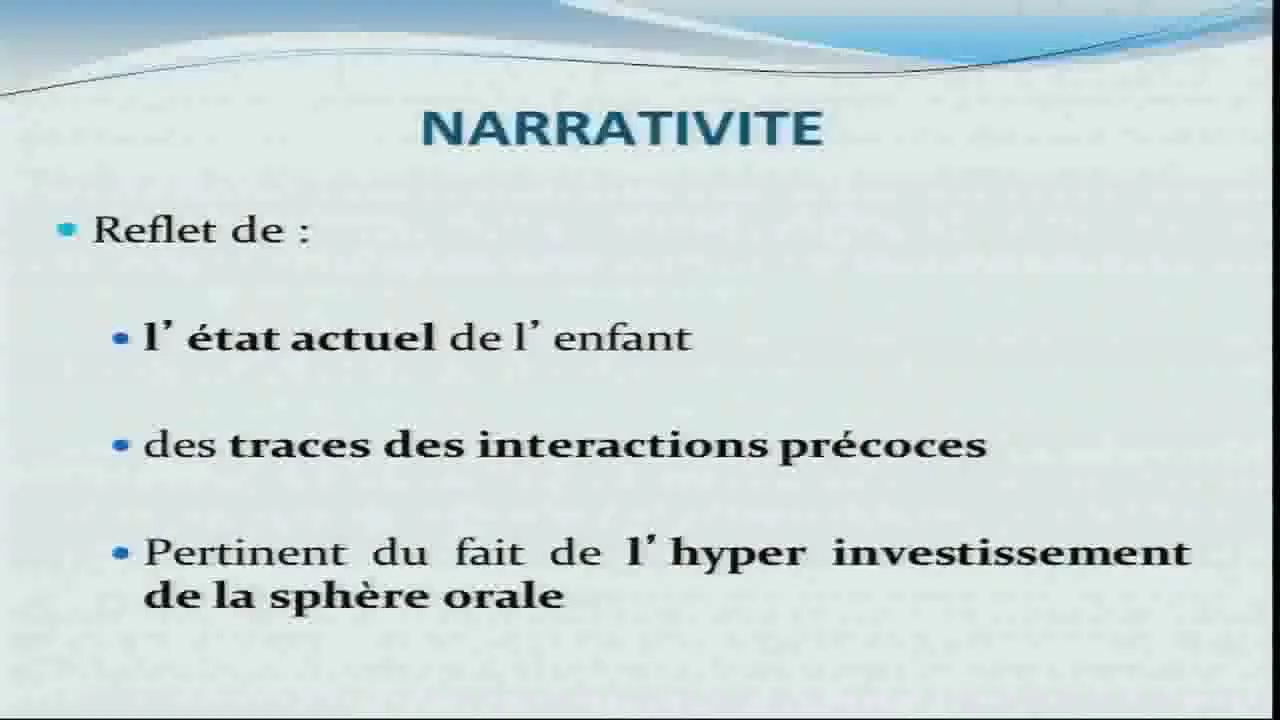 NARRATIVITE
Reflet de :
l’ état actuel de l’ enfant
des traces des interactions précoces
Pertinent du fait de l’ hyper investissement
de la sphère orale